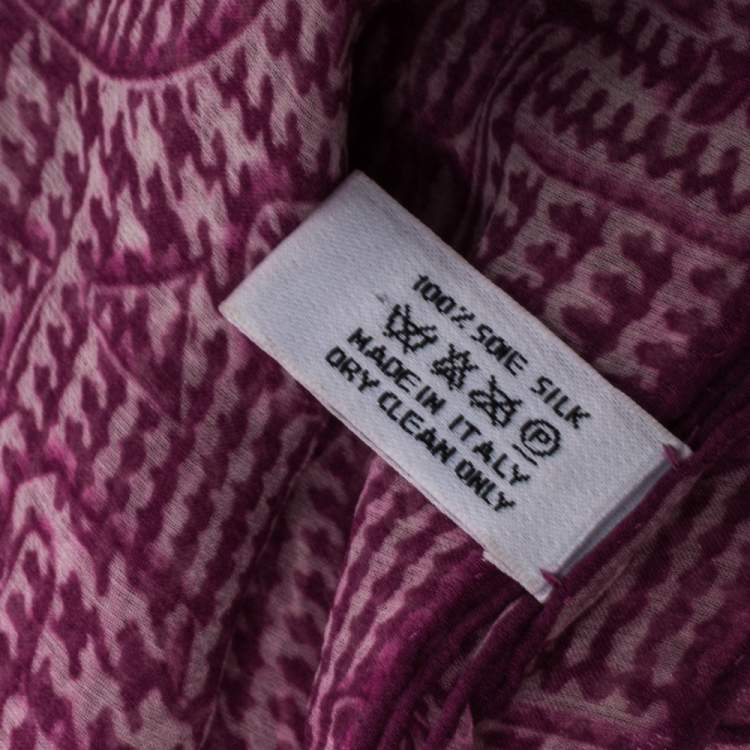 100% SOIE SILK
P
MADE IN ITALY
DRY CLEAN ONLY